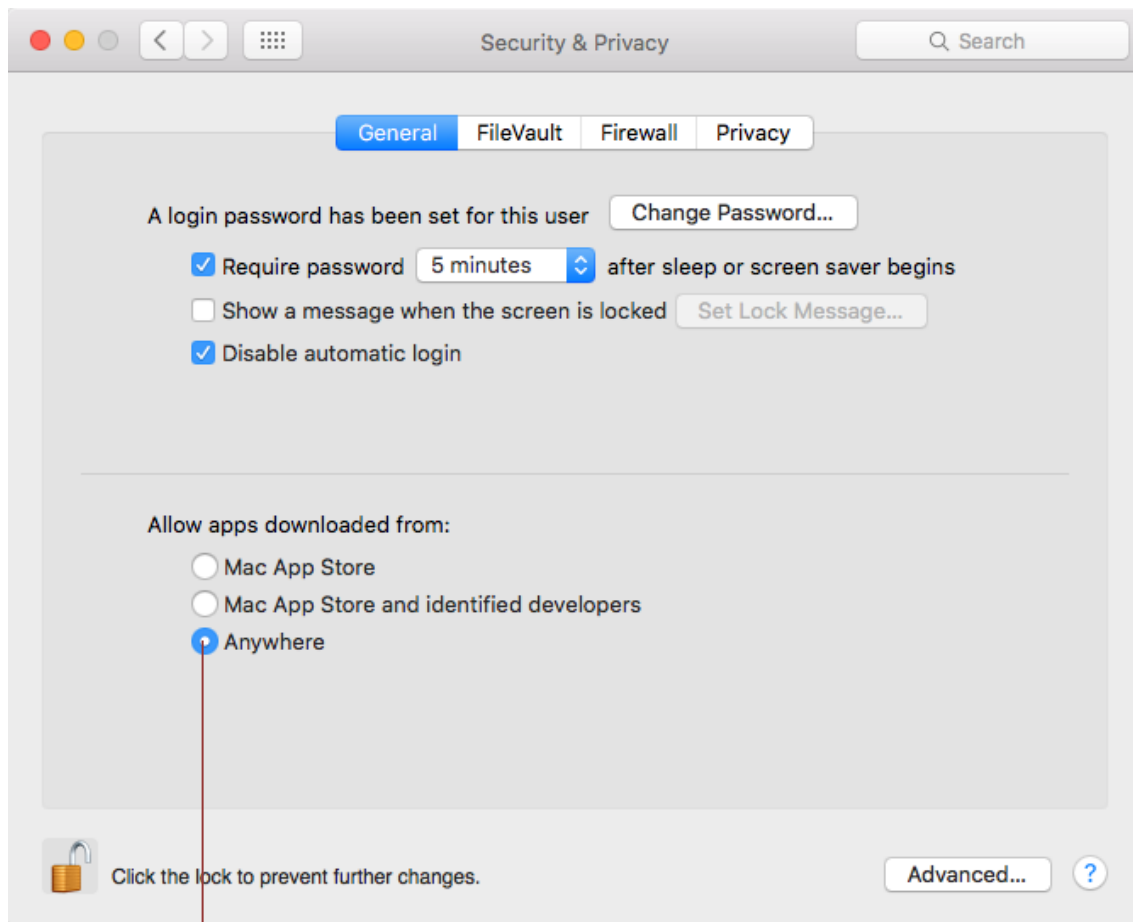 Security & Privacy
Search
General FileVault Firewall Privacy
A login password has been set for this user Change Password...
Require password 5 minutes after sleep or screen saver begins
Show a message when the screen is locked Set Lock Message...
Disable automatic login
Allow apps downloaded from:
Mac App Store
Mac App Store and identified developers
Anywhere
Click the lock to prevent further changes.
Advanced... ?